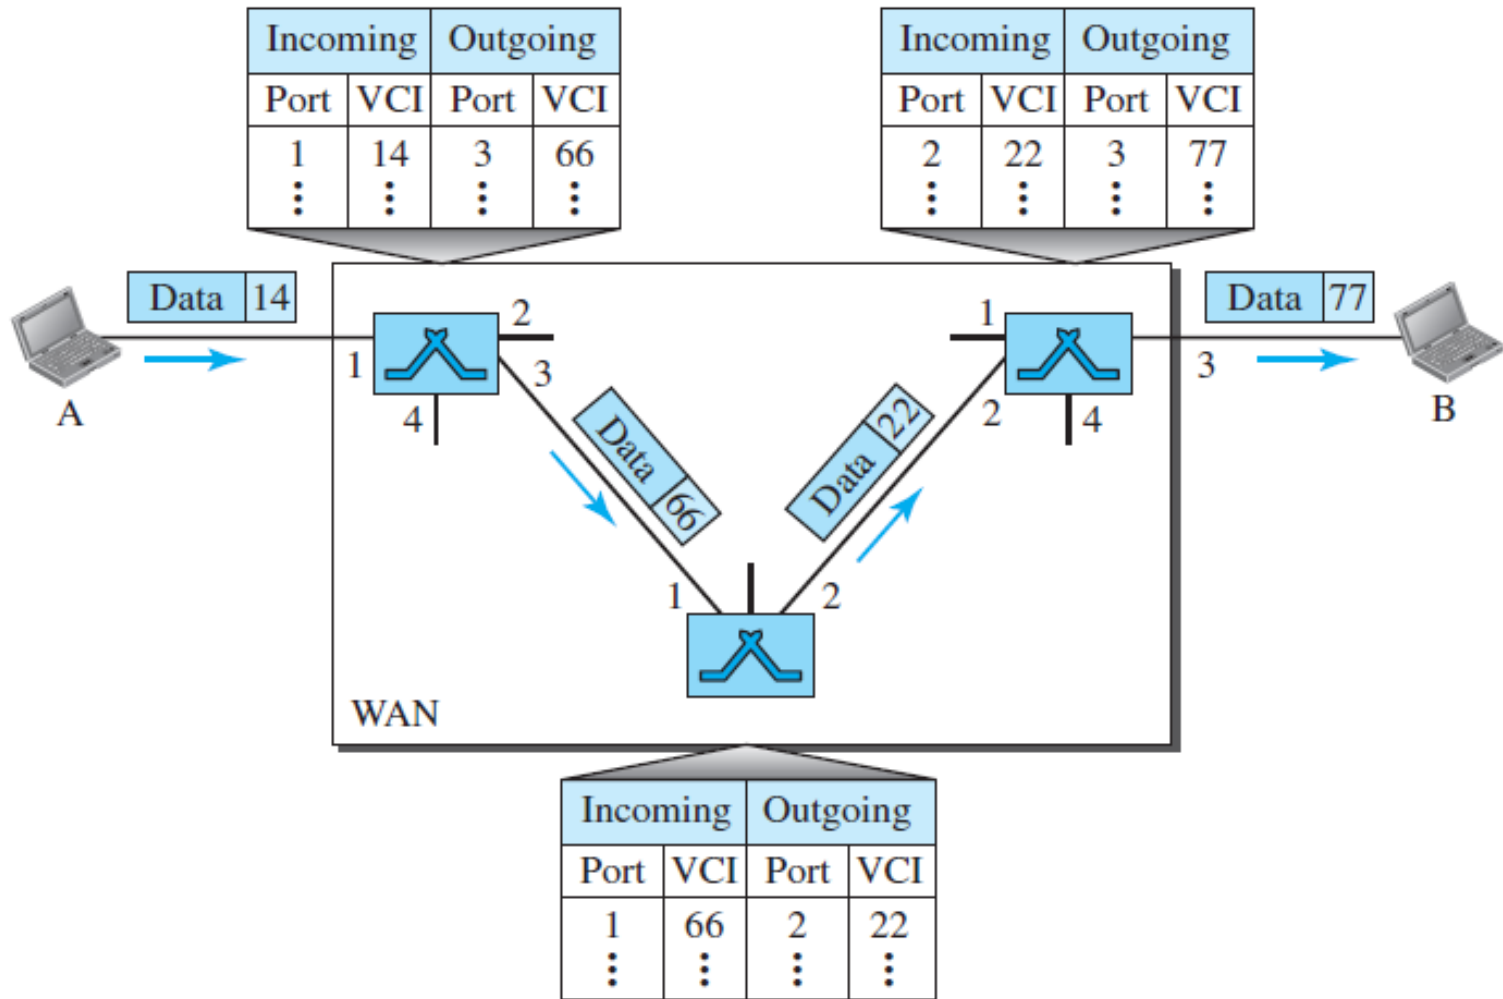 Incoming Outgoing
Port VCI Port VCI
1 14 3 66
Incoming Outgoing
Port VCI Port VCI
2 22 3 77
Data 14
Data 77
A
B
1
2
3
4
1
2
3
4
Data 66
Data 22
1
2
WAN
Incoming Outgoing
Port VCI Port VCI
1 66 2 22